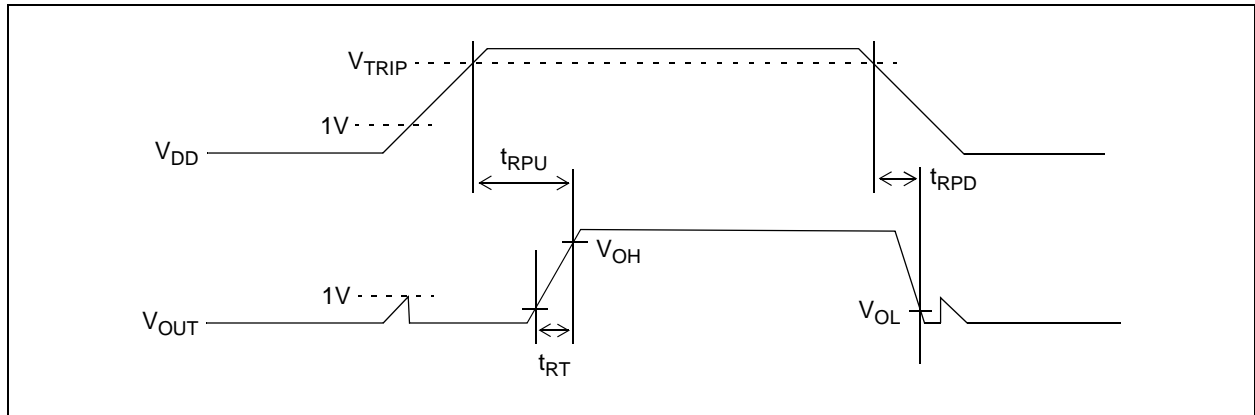 VTRIP
1V
VDD
tRPU
tRPD
VOH
1V
VOUT
VOL
tRT